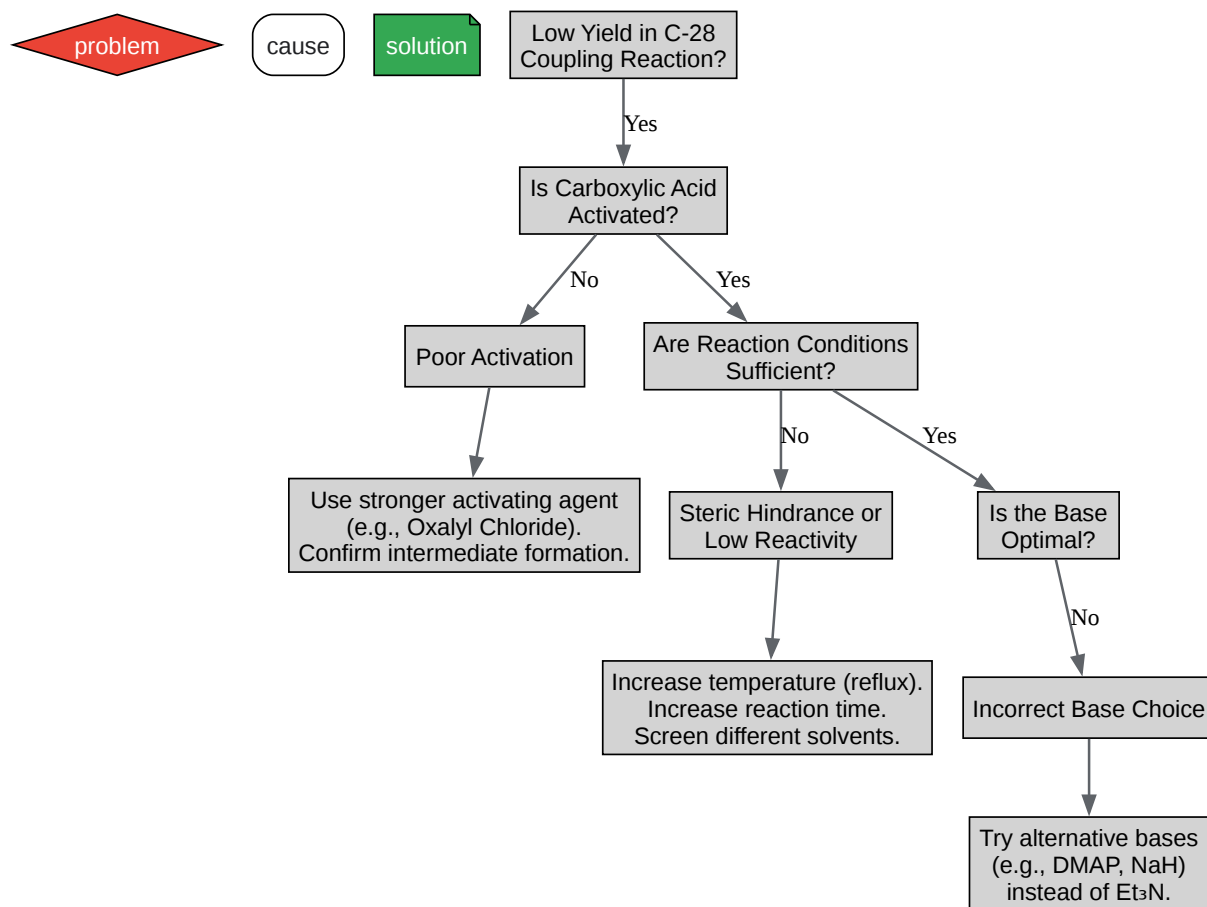 problem
cause
solution
Low Yield in C-28
Coupling Reaction?
Yes
Is Carboxylic Acid
Activated?
No
Yes
Poor Activation
Are Reaction Conditions
Sufficient?
No
Yes
Use stronger activating agent
(e.g., Oxalyl Chloride).
Confirm intermediate formation.
Steric Hindrance or
Low Reactivity
Is the Base
Optimal?
No
Increase temperature (reflux).
Increase reaction time.
Screen different solvents.
Incorrect Base Choice
Try alternative bases
(e.g., DMAP, NaH)
instead of Et₃N.